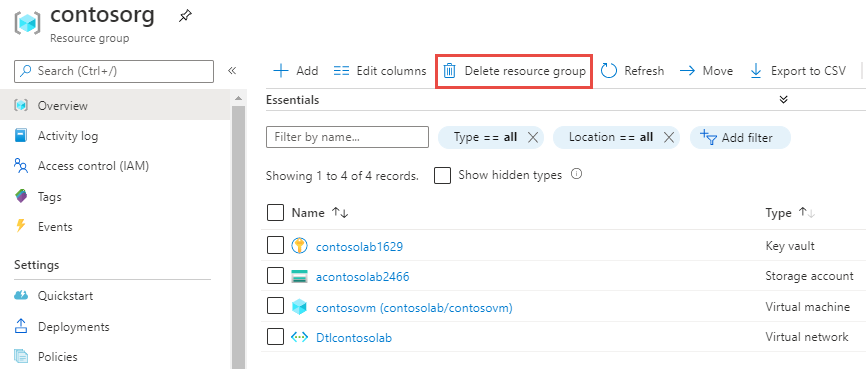 contosorg
Resource group
Search (Ctrl+/)
«
Overview
Activity log
Access control (IAM)
Tags
Events
Settings
Quickstart
Deployments
Policies
Add Edit columns Delete resource group Refresh Move Export to CSV
Essentials
Filter by name... Type == all Location == all Add filter
Showing 1 to 4 of 4 records. Show hidden types
Name Type
contosolab1629 Key vault
acontosolab2466 Storage account
contosovm (contosolab/contosovm) Virtual machine
Dtlcontosolab Virtual network